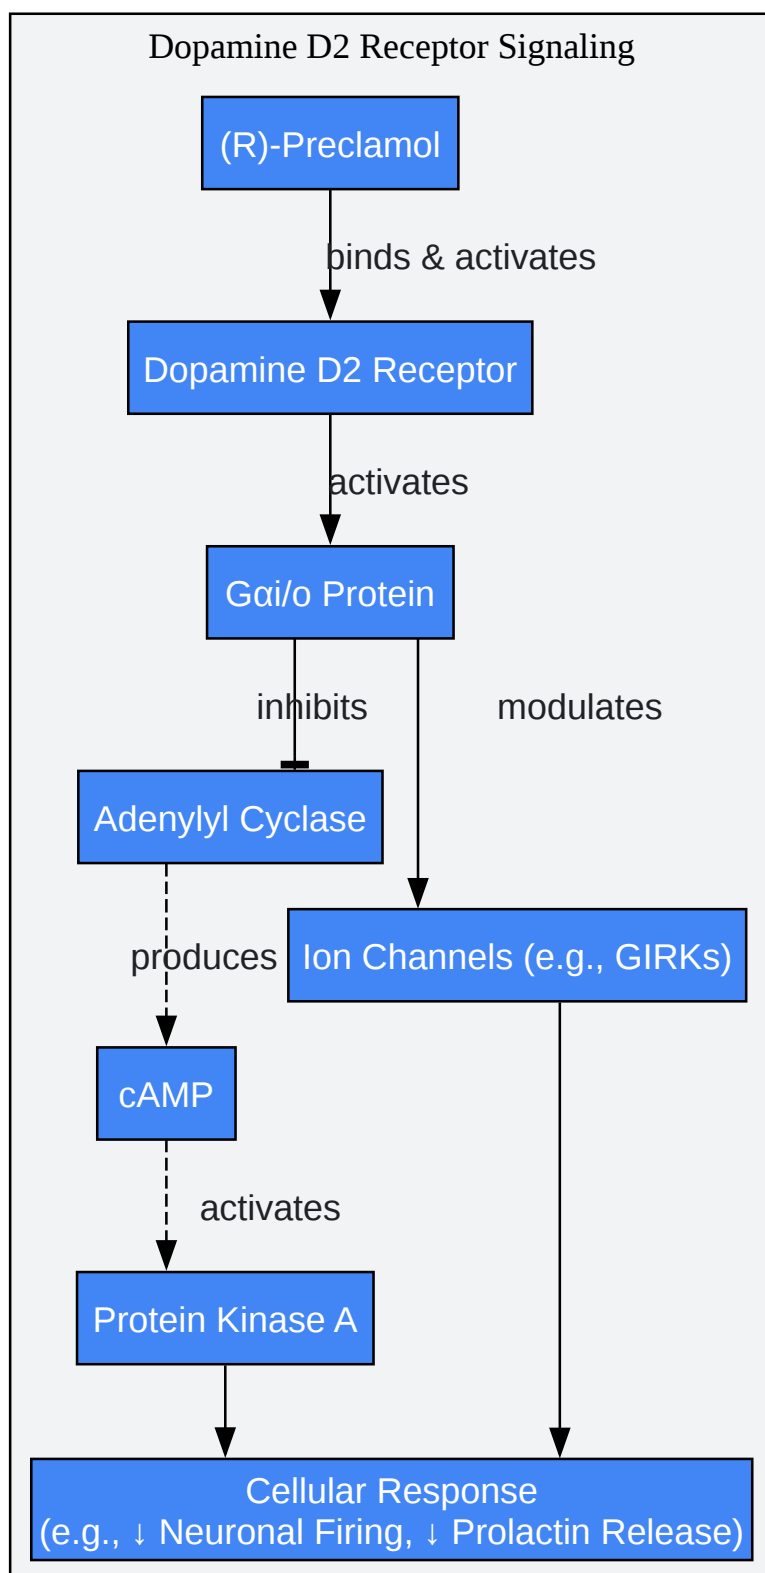 Dopamine D2 Receptor Signaling
(R)-Preclamol
binds & activates
Dopamine D2 Receptor
activates
Gαi/o Protein
inhibits
modulates
Adenylyl Cyclase
produces
Ion Channels (e.g., GIRKs)
cAMP
activates
Protein Kinase A
Cellular Response
(e.g., ↓ Neuronal Firing, ↓ Prolactin Release)